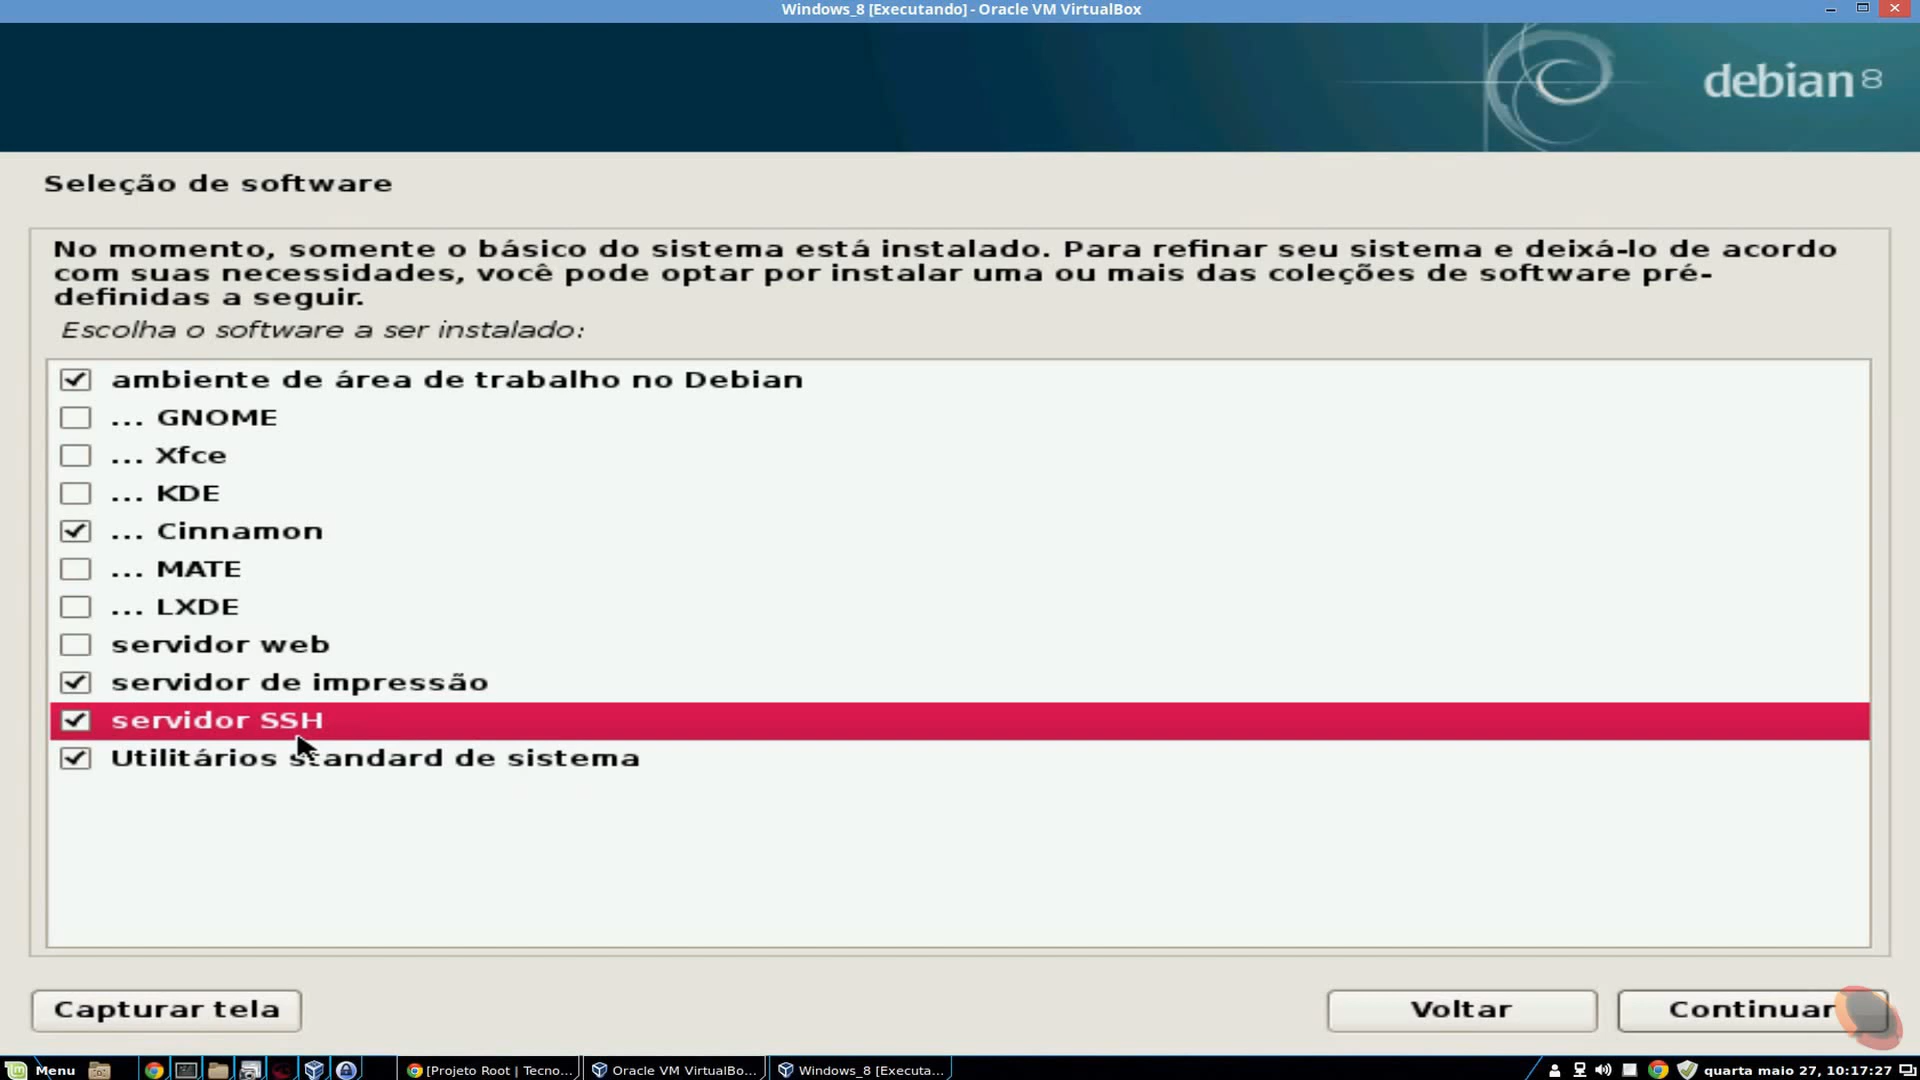 Windows_8 [Executando] - Oracle VM VirtualBox
debian 8
Seleção de software
No momento, somente o básico do sistema está instalado. Para refinar seu sistema e deixá-lo de acordo
com suas necessidades, você pode optar por instalar uma ou mais das coleções de software pré-
definidas a seguir.
Escolha o software a ser instalado:
ambiente de área de trabalho no Debian
... GNOME
... Xfce
... KDE
... Cinnamon
... MATE
... LXDE
servidor web
servidor de impressão
servidor SSH
Utilitários standard de sistema
Capturar tela
Voltar
Continuar
Menu
[Projeto Root | Tecno...
Oracle VM VirtualBo...
Windows_8 [Executa...
quarta maio 27, 10:17:27